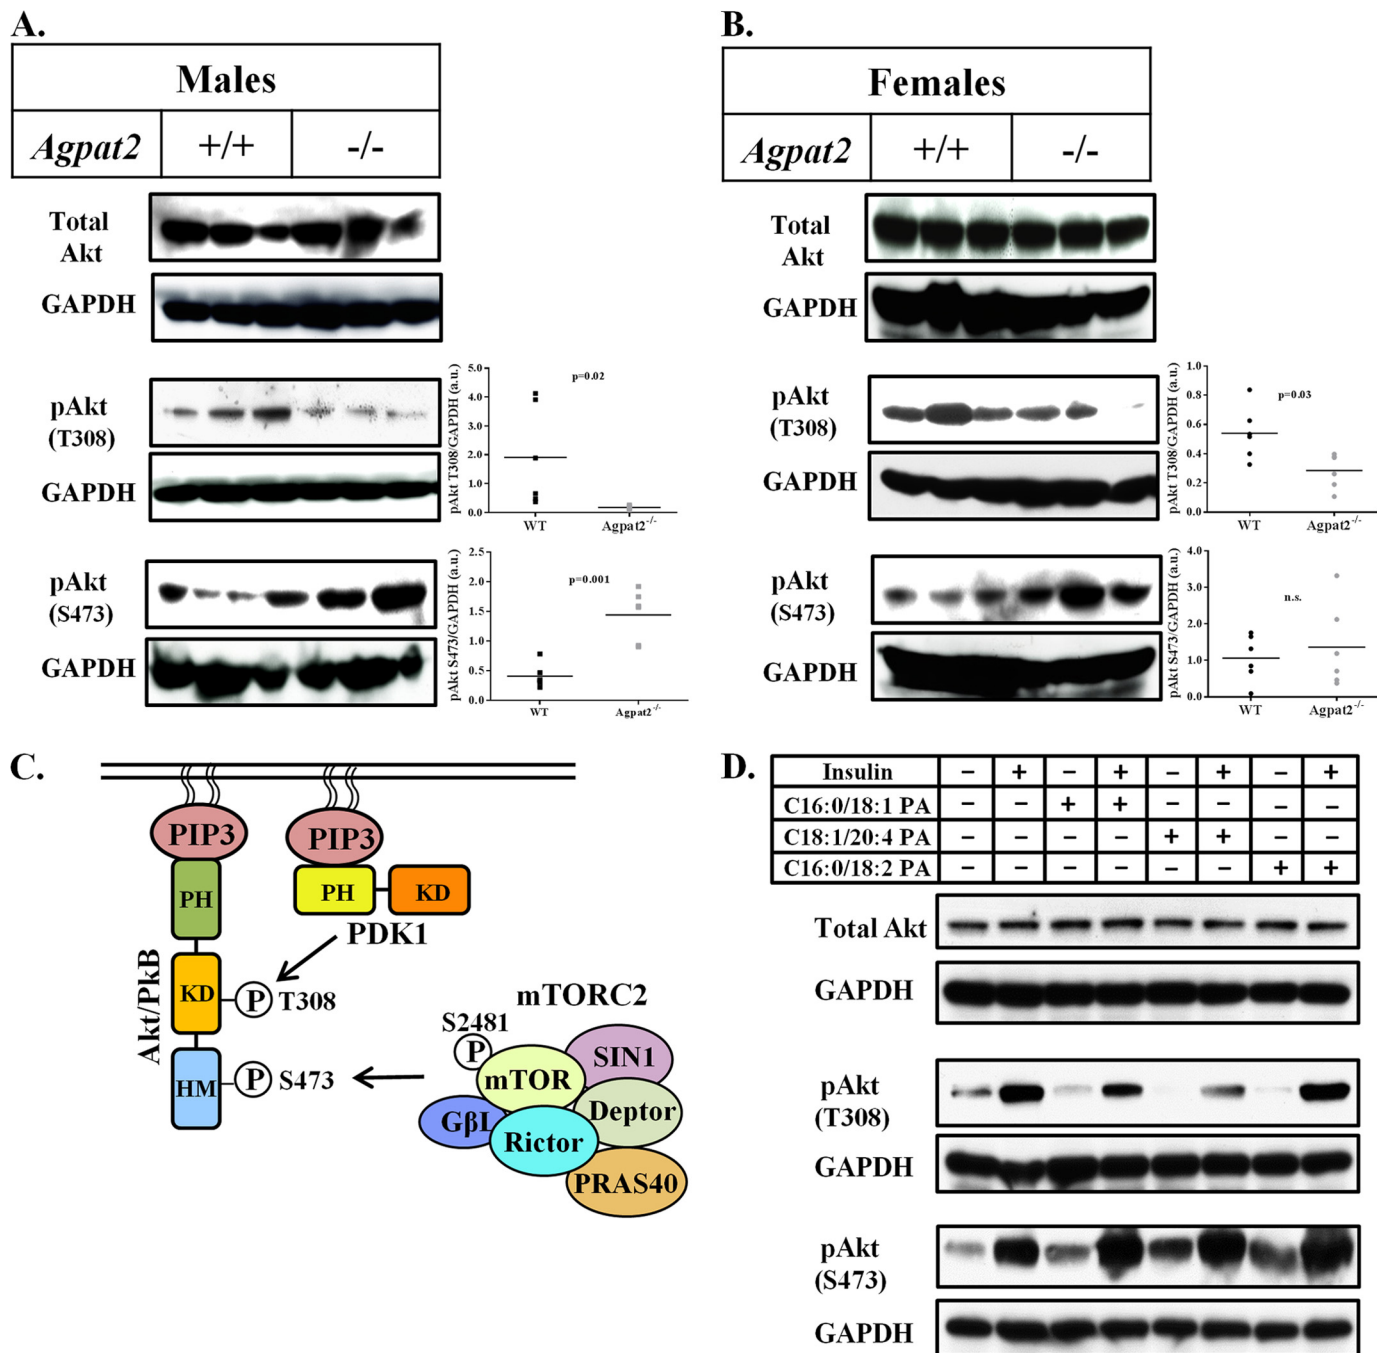 A.
Males
Agpat2 +/+ -/-
Total
Akt
GAPDH
pAkt
(T308)
GAPDH
pAkt T308/GAPDH (a.u.)
5.0
4.0
3.0
2.0
1.0
0.0
p=0.02
WT Agpat2-/-
pAkt
(S473)
GAPDH
pAkt S473/GAPDH (a.u.)
2.5
2.0
1.5
1.0
0.5
0.0
p=0.001
WT Agpat2-/-
B.
Females
Agpat2 +/+ -/-
Total
Akt
GAPDH
pAkt
(T308)
GAPDH
pAkt T308/GAPDH (a.u.)
1.0
0.8
0.6
0.4
0.2
0.0
p=0.03
WT Agpat2-/-
pAkt
(S473)
GAPDH
pAkt S473/GAPDH (a.u.)
4.0
3.0
2.0
1.0
0.0
n.s.
WT Agpat2-/-
C.
PIP3 PIP3
PH PH KD
PDK1
Akt/PkB
KD P T308
HM P S473
mTORC2
S2481
P
mTOR SIN1
GβL Deptor
Rictor
PRAS40
D.
Insulin − + − + − + − +
C16:0/18:1 PA − − + + − − − −
C18:1/20:4 PA − − − − + + − −
C16:0/18:2 PA − − − − − − + +
Total Akt
GAPDH
pAkt
(T308)
GAPDH
pAkt
(S473)
GAPDH